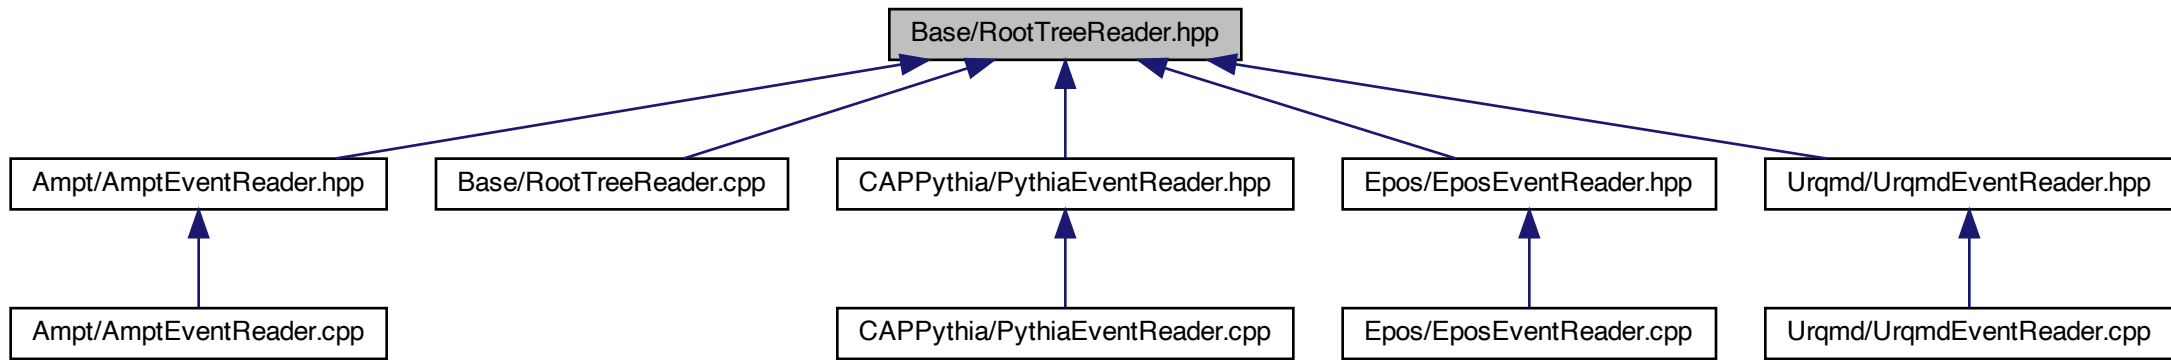 Base/RootTreeReader.hpp
Ampt/AmptEventReader.hpp
Base/RootTreeReader.cpp
CAPPythia/PythiaEventReader.hpp
Epos/EposEventReader.hpp
Urqmd/UrqmdEventReader.hpp
Ampt/AmptEventReader.cpp
CAPPythia/PythiaEventReader.cpp
Epos/EposEventReader.cpp
Urqmd/UrqmdEventReader.cpp